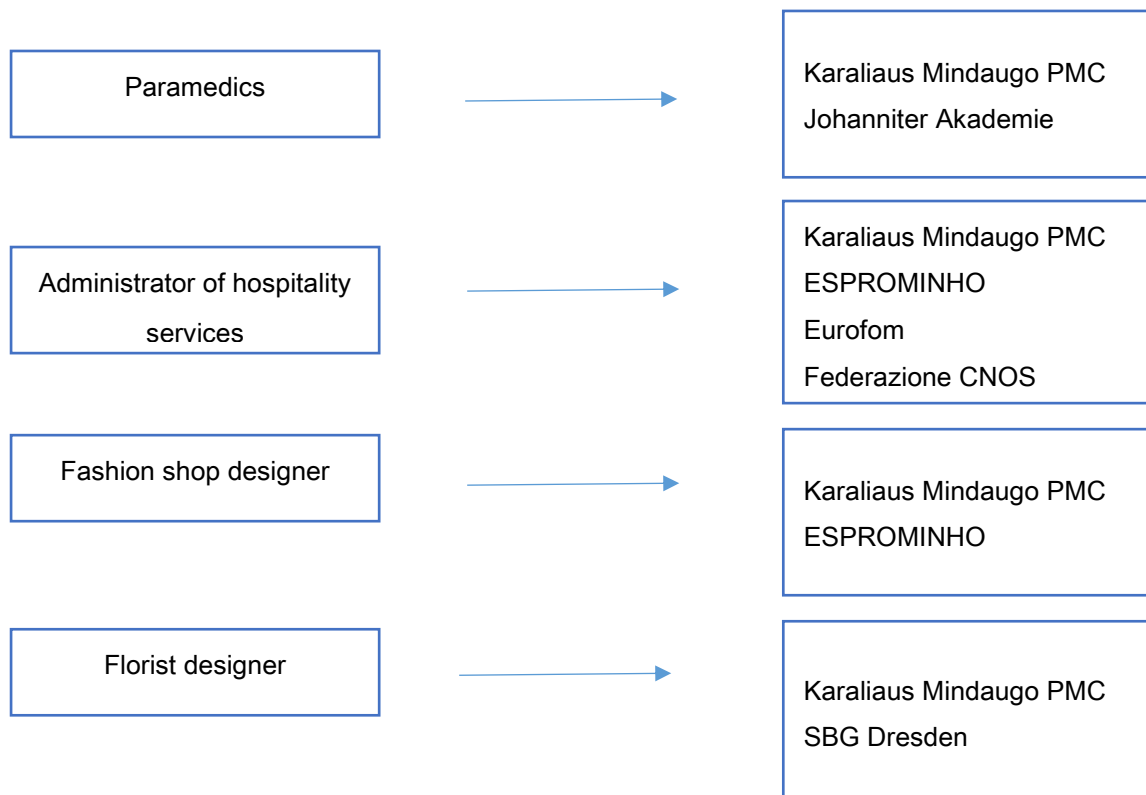 Paramedics
Karaliaus Mindaugo PMC
Johanniter Akademie
Administrator of hospitality
services
Karaliaus Mindaugo PMC
ESPROMINHO
Eurofom
Federazione CNOS
Fashion shop designer
Karaliaus Mindaugo PMC
ESPROMINHO
Florist designer
Karaliaus Mindaugo PMC
SBG Dresden